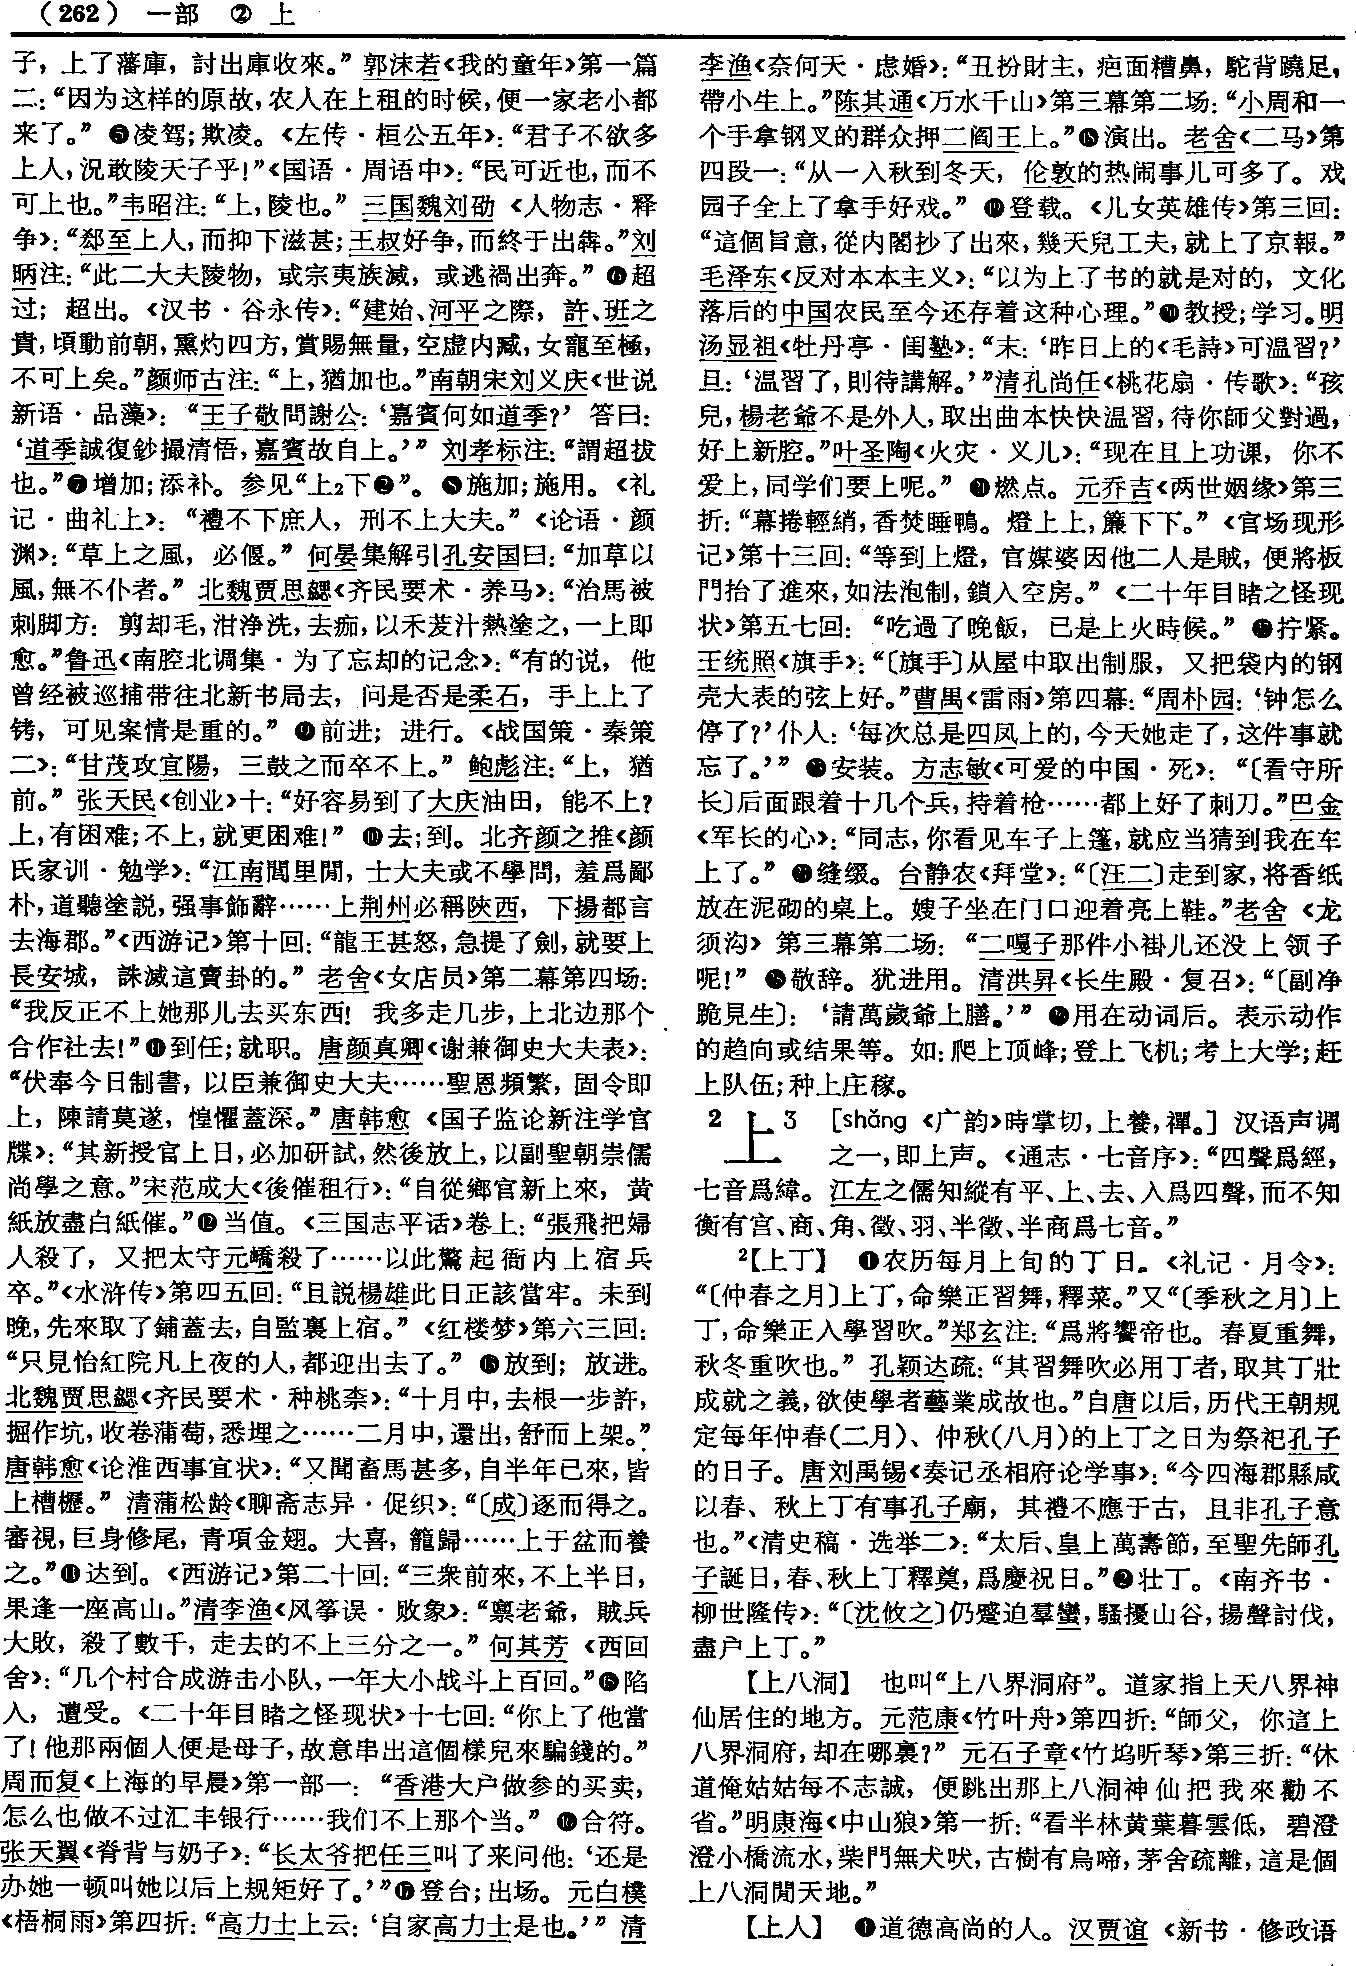 （262） 一部 ② 上
子，上了藩庫，討出庫收來。”郭沫若《我的童年》第一篇
二：“因为这样的原故，农人在上租的时候，便一家老小都
来了。” ❺凌驾；欺凌。《左传·桓公五年》：“君子不欲多
上人，況敢陵天子乎！”《国语·周语中》：“民可近也，而不
可上也。”韦昭注：“上，陵也。” 三国魏刘劭《人物志·释
争》：“郄至上人，而抑下滋甚；王叔好争，而終于出犇。”刘
昞注：“此二大夫陵物，或宗夷族滅，或逃禍出奔。” ❻超
过；超出。《汉书·谷永传》：“建始、河平之際，許、班之
貴，頃動前朝，熏灼四方，賞賜無量，空虚内臧，女寵至極，
不可上矣。”颜师古注：“上，猶加也。”南朝宋刘义庆《世说
新语·品藻》：“王子敬問謝公：‘嘉賓何如道季？’答曰：
‘道季誠復鈔撮清悟，嘉賓故自上。’” 刘孝标注：“謂超拔
也。”❼增加；添补。参见“上₂下❷”。 ❽施加；施用。《礼
记·曲礼上》：“禮不下庶人，刑不上大夫。”《论语·颜
渊》：“草上之風，必偃。” 何晏集解引孔安国曰：“加草以
風，無不仆者。” 北魏贾思勰《齐民要术·养马》：“治馬被
刺脚方：剪却毛，泔浄洗，去痂，以禾茇汁熱塗之，一上即
愈。”鲁迅《南腔北调集·为了忘却的记念》：“有的说，他
曾经被巡捕带往北新书局去，问是否是柔石，手上上了
铐，可见案情是重的。” ❾前进；进行。《战国策·秦策
二》：“甘茂攻宜陽，三鼓之而卒不上。” 鲍彪注：“上，猶
前。” 张天民《创业》十：“好容易到了大庆油田，能不上？
上，有困难；不上，就更困难！” ❿去；到。北齐颜之推《颜
氏家训·勉学》：“江南閭里閒，士大夫或不學問，羞爲鄙
朴，道聽塗説，强事飾辭……上荆州必稱陝西，下揚都言
去海郡。”《西游记》第十回：“龍王甚怒，急提了劍，就要上
長安城，誅滅這賣卦的。” 老舍《女店员》第二幕第四场：
“我反正不上她那儿去买东西！我多走几步，上北边那个
合作社去！”⓫到任；就职。唐颜真卿《谢兼御史大夫表》：
“伏奉今日制書，以臣兼御史大夫……聖恩頻繁，固令即
上，陳請莫遂，惶懼蓋深。” 唐韩愈《国子监论新注学官
牒》：“其新授官上日，必加研試，然後放上，以副聖朝崇儒
尚學之意。”宋范成大《後催租行》：“自從鄉官新上來，黄
紙放盡白紙催。”⓬当值。《三国志平话》卷上：“張飛把婦
人殺了，又把太守元嶠殺了……以此驚起衙内上宿兵
卒。”《水浒传》第四五回：“且説楊雄此日正該當牢。未到
晚，先來取了鋪蓋去，自監裏上宿。” 《红楼梦》第六三回：
“只見怡紅院凡上夜的人，都迎出去了。” ⓭放到；放进。
北魏贾思勰《齐民要术·种桃柰》：“十月中，去根一步許，
掘作坑，收卷蒲萄，悉埋之……二月中，還出，舒而上架。”
唐韩愈《论淮西事宜状》：“又聞畜馬甚多，自半年已來，皆
上槽櫪。” 清蒲松龄《聊斋志异·促织》：“〔成〕逐而得之。
審視，巨身修尾，青項金翅。大喜，籠歸……上于盆而養
之。”⓮达到。《西游记》第二十回：“三衆前來，不上半日，
果逢一座高山。”清李渔《风筝误·败象》：“禀老爺，賊兵
大敗，殺了數千，走去的不上三分之一。” 何其芳《西回
舍》：“几个村合成游击小队，一年大小战斗上百回。”⓯陷
入，遭受。《二十年目睹之怪现状》十七回：“你上了他當
了！他那兩個人便是母子，故意串出這個樣兒來騙錢的。”
周而复《上海的早晨》第一部一：“香港大户做参的买卖，
怎么也做不过汇丰银行……我们不上那个当。” ⓰合符。
张天翼《脊背与奶子》：“长太爷把任三叫了来问他：‘还是
办她一顿叫她以后上规矩好了。’”⓱登台；出场。元白樸
《梧桐雨》第四折：“高力士上云：‘自家高力士是也。’” 清
李渔《奈何天·虑婚》：“丑扮財主，疤面糟鼻，駝背蹺足，
帶小生上。”陈其通《万水千山》第三幕第二场：“小周和一
个手拿钢叉的群众押二阎王上。”⓲演出。老舍《二马》第
四段一：“从一入秋到冬天，伦敦的热闹事儿可多了。戏
园子全上了拿手好戏。” ⓳登载。《儿女英雄传》第三回：
“這個旨意，從内閣抄了出來，幾天兒工夫，就上了京報。”
毛泽东《反对本本主义》：“以为上了书的就是对的，文化
落后的中国农民至今还存着这种心理。”⓴教授；学习。明
汤显祖《牡丹亭·闺塾》：“末：‘昨日上的《毛詩》可温習？’
旦：‘温習了，則待講解。’”清孔尚任《桃花扇·传歌》：“孩
兒，楊老爺不是外人，取出曲本快快温習，待你師父對過，
好上新腔。”叶圣陶《火灾·义儿》：“现在且上功课，你不
爱上，同学们要上呢。” ㉑燃点。元乔吉《两世姻缘》第三
折：“幕捲輕綃，香焚睡鴨。燈上上，簾下下。”《官场现形
记》第十三回：“等到上燈，官媒婆因他二人是賊，便將板
門抬了進來，如法泡制，鎖入空房。” 《二十年目睹之怪现
状》第五七回：“吃過了晚飯，已是上火時候。” ㉒拧紧。
王统照《旗手》：“〔旗手〕从屋中取出制服，又把袋内的钢
壳大表的弦上好。”曹禺《雷雨》第四幕：“周朴园：‘钟怎么
停了？’仆人：‘每次总是四凤上的，今天她走了，这件事就
忘了。’” ㉓安装。方志敏《可爱的中国·死》：“〔看守所
长〕后面跟着十几个兵，持着枪……都上好了刺刀。”巴金
《军长的心》：“同志，你看见车子上篷，就应当猜到我在车
上了。” ㉔缝缀。台静农《拜堂》：“〔汪二〕走到家，将香纸
放在泥砌的桌上。嫂子坐在门口迎着亮上鞋。”老舍《龙
须沟》第三幕第二场：“二嘎子那件小褂儿还没上领子
呢！” ㉕敬辞。犹进用。清洪昇《长生殿·复召》：“〔副净
跪見生〕：‘請萬歲爺上膳。’” ㉖用在动词后。表示动作
的趋向或结果等。如：爬上顶峰；登上飞机；考上大学；赶
上队伍；种上庄稼。
2 上3 [shǎng《广韵》時掌切，上養，禪。] 汉语声调
之一，即上声。《通志·七音序》：“四聲爲經，
七音爲緯。江左之儒知縱有平、上、去、入爲四聲，而不知
衡有宫、商、角、徵、羽、半徵、半商爲七音。”
²【上丁】 ❶农历每月上旬的丁日。《礼记·月令》：
“〔仲春之月〕上丁，命樂正習舞，釋菜。”又“〔季秋之月〕上
丁，命樂正入學習吹。”郑玄注：“爲將饗帝也。春夏重舞，
秋冬重吹也。” 孔颖达疏：“其習舞吹必用丁者，取其丁壯
成就之義，欲使學者藝業成故也。”自唐以后，历代王朝规
定每年仲春（二月）、仲秋（八月）的上丁之日为祭祀孔子
的日子。唐刘禹锡《奏记丞相府论学事》：“今四海郡縣咸
以春、秋上丁有事孔子廟，其禮不應于古，且非孔子意
也。”《清史稿·选举二》：“太后、皇上萬壽節，至聖先師孔
子誕日，春、秋上丁釋奠，爲慶祝日。”❷壮丁。《南齐书·
柳世隆传》：“〔沈攸之〕仍蹙迫羣蠻，騷擾山谷，揚聲討伐，
盡户上丁。”
【上八洞】 也叫“上八界洞府”。道家指上天八界神
仙居住的地方。元范康《竹叶舟》第四折：“師父，你這上
八界洞府，却在哪裏？” 元石子章《竹坞听琴》第三折：“休
道俺姑姑每不志誠，便跳出那上八洞神仙把我來勸不
省。”明康海《中山狼》第一折：“看半林黄葉暮雲低，碧澄
澄小橋流水，柴門無犬吠，古樹有烏啼，茅舍疏籬，這是個
上八洞閒天地。”
【上人】 ❶道德高尚的人。汉贾谊《新书·修政语